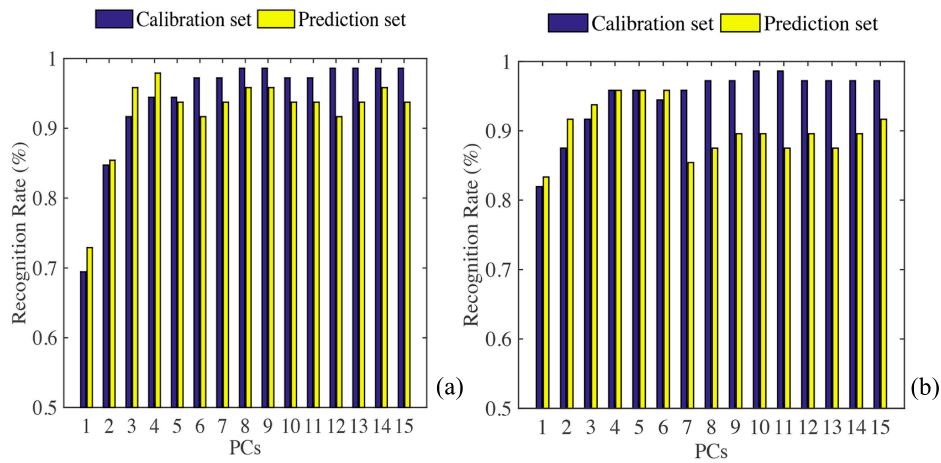 Calibration set Prediction set
Recognition Rate (%)
1
0.9
0.8
0.7
0.6
0.5
1 2 3 4 5 6 7 8 9 10 11 12 13 14 15
PCs
(a)
Calibration set Prediction set
Recognition Rate (%)
1
0.9
0.8
0.7
0.6
0.5
1 2 3 4 5 6 7 8 9 10 11 12 13 14 15
PCs
(b)